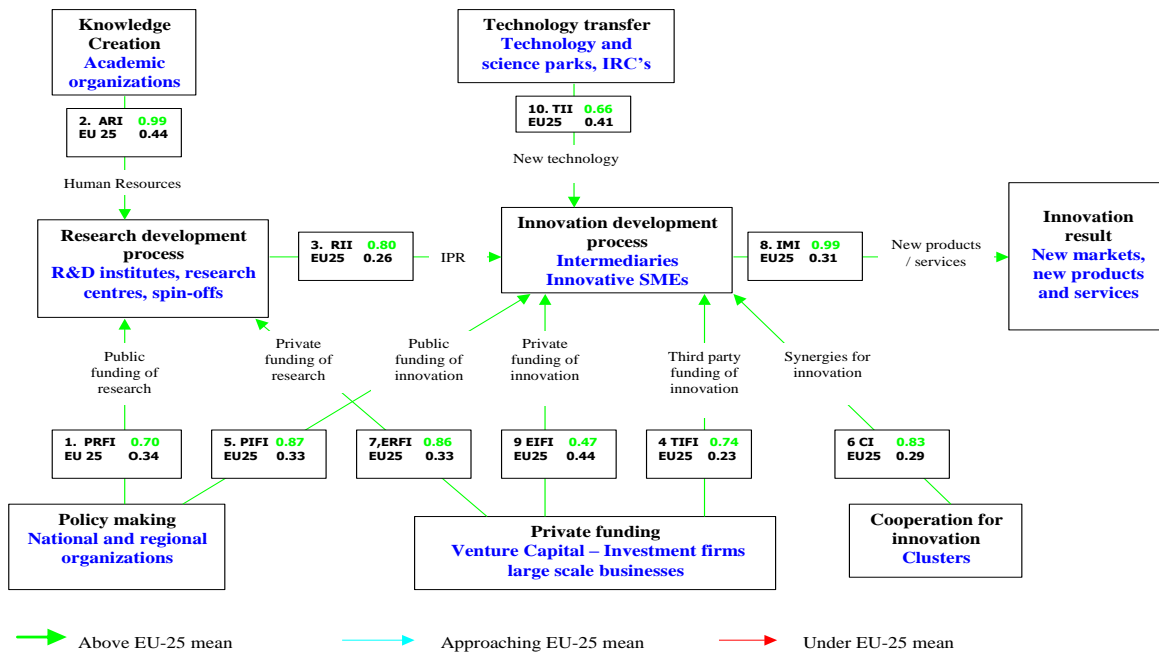 Knowledge
Creation
Academic
organizations
Technology transfer
Technology and
science parks, IRC's
2. ARI 0.99
EU 25 0.44
10. TII 0.66
EU25 0.41
Human Resources
New technology
Research development
process
R&D institutes, research
centres, spin-offs
3. RII 0.80
EU25 0.26
IPR
Innovation development
process
Intermediaries
Innovative SMEs
8. IMI 0.99
EU25 0.31
New products
/ services
Innovation
result
New markets,
new products
and services
Public
funding of
research
Private
funding of
research
Public
funding of
innovation
Private
funding of
innovation
Third party
funding of
innovation
Synergies for
innovation
1. PRFI 0.70
EU 25 O.34
5. PIFI 0.87
EU25 0.33
7,ERFI 0.86
EU25 0.33
9 EIFI 0.47
EU25 0.44
4 TIFI 0.74
EU25 0.23
6 CI 0.83
EU25 0.29
Policy making
National and regional
organizations
Private funding
Venture Capital – Investment firms
large scale businesses
Cooperation for
innovation
Clusters
Above EU-25 mean
Approaching EU-25 mean
Under EU-25 mean